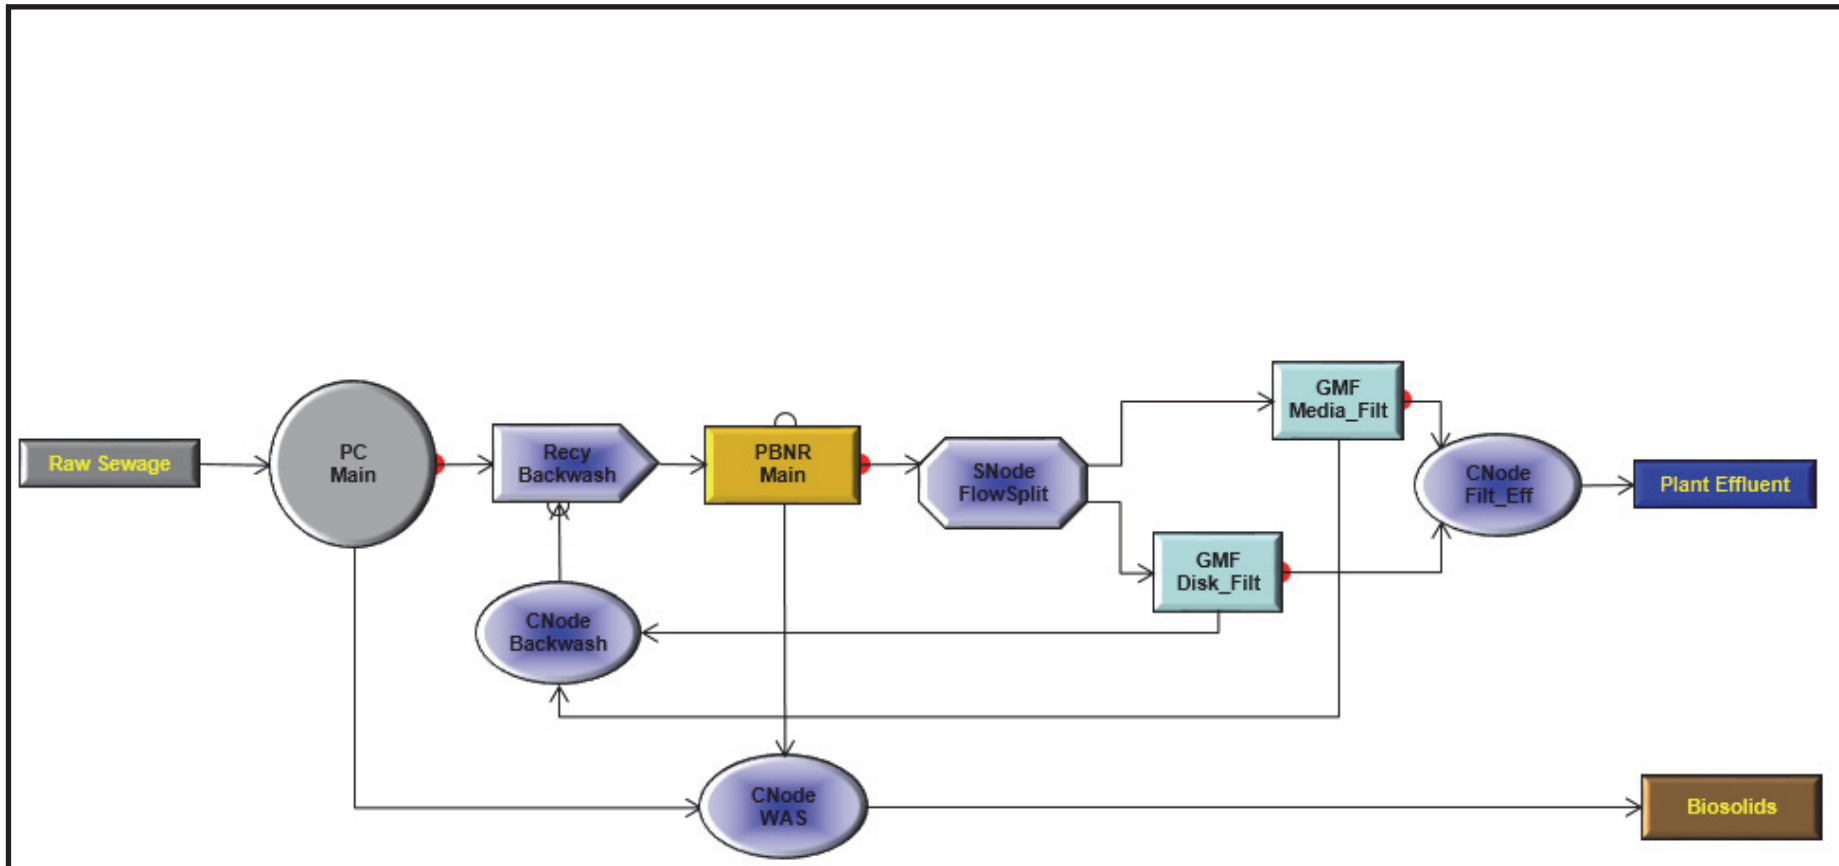 Raw Sewage
PC
Main
Recy
Backwash
PBNR
Main
SNode
FlowSplit
GMF
Media_Filt
GMF
Disk_Filt
CNode
Filt_Eff
Plant Effluent
CNode
Backwash
CNode
WAS
Biosolids